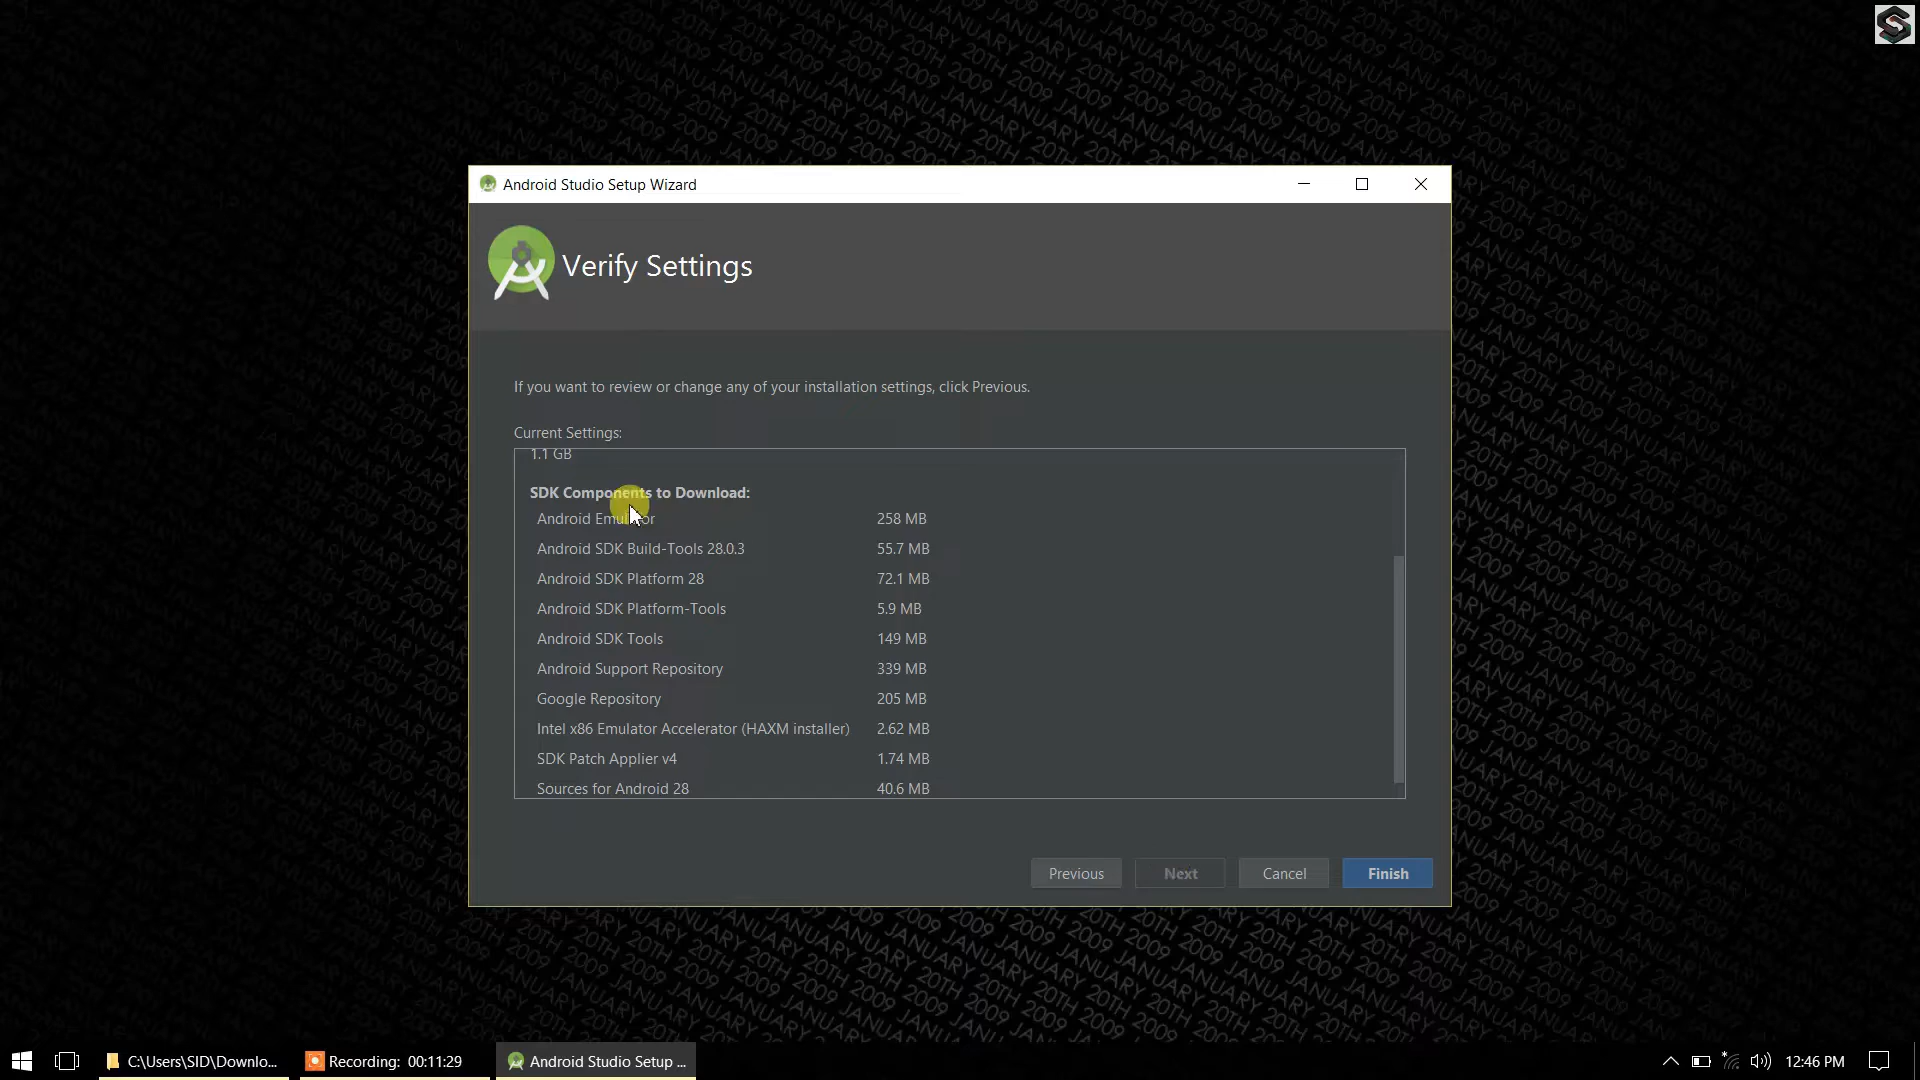 Android Studio Setup Wizard
Verify Settings
If you want to review or change any of your installation settings, click Previous.
Current Settings:
1.1 GB
SDK Components to Download:
Android Emulator 258 MB
Android SDK Build-Tools 28.0.3 55.7 MB
Android SDK Platform 28 72.1 MB
Android SDK Platform-Tools 5.9 MB
Android SDK Tools 149 MB
Android Support Repository 339 MB
Google Repository 205 MB
Intel x86 Emulator Accelerator (HAXM installer) 2.62 MB
SDK Patch Applier v4 1.74 MB
Sources for Android 28 40.6 MB
Previous Next Cancel Finish
C:\Users\SID\Downlo... Recording: 00:11:29 Android Studio Setup ... 12:46 PM
JANUARY 20TH 2009